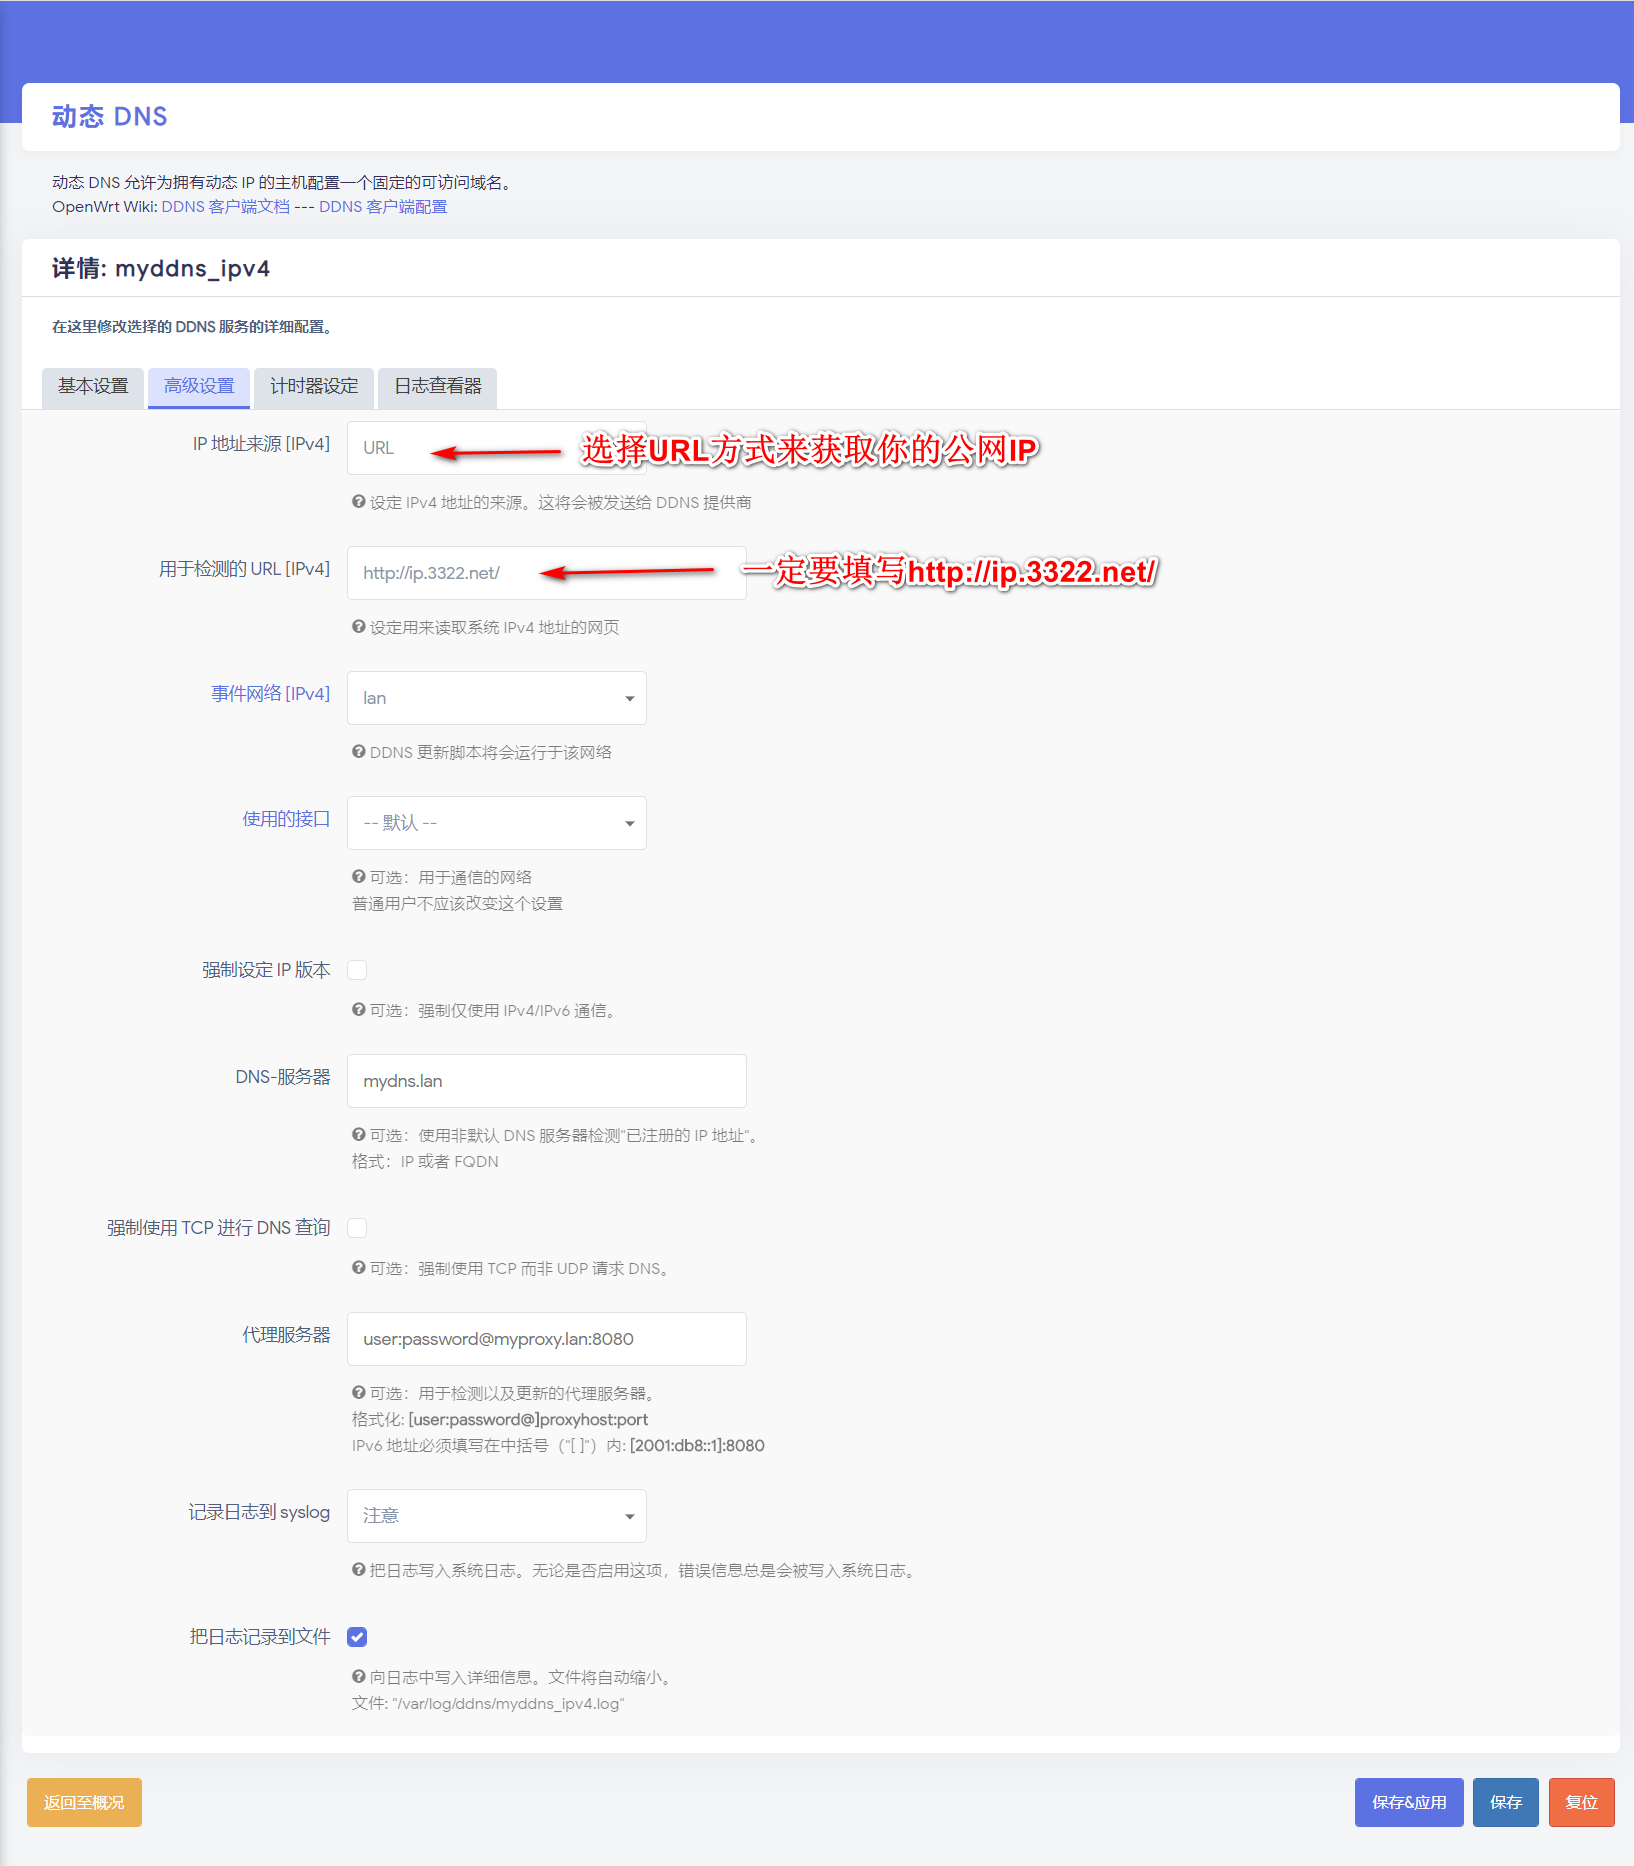 动态 DNS
动态 DNS 允许为拥有动态 IP 的主机配置一个固定的可访问域名。
OpenWrt Wiki: DDNS 客户端文档 --- DDNS 客户端配置
详情: myddns_ipv4
在这里修改选择的 DDNS 服务的详细配置。
基本设置 高级设置 计时器设定 日志查看器
IP 地址来源 [IPv4] URL 选择URL方式来获取你的公网IP
设定 IPv4 地址的来源。这将会被发送给 DDNS 提供商
用于检测的 URL [IPv4] http://ip.3322.net/ 一定要填写http://ip.3322.net/
设定用来读取系统 IPv4 地址的网页
事件网络 [IPv4] lan
DDNS 更新脚本将会运行于该网络
使用的接口 -- 默认 --
可选：用于通信的网络
普通用户不应该改变这个设置
强制设定 IP 版本
可选：强制仅使用 IPv4/IPv6 通信。
DNS-服务器 mydns.lan
可选：使用非默认 DNS 服务器检测"已注册的 IP 地址"。
格式：IP 或者 FQDN
强制使用 TCP 进行 DNS 查询
可选：强制使用 TCP 而非 UDP 请求 DNS。
代理服务器 user:password@myproxy.lan:8080
可选：用于检测以及更新的代理服务器。
格式化: [user:password@]proxyhost:port
IPv6 地址必须填写在中括号（"[ ]"）内: [2001:db8::1]:8080
记录日志到 syslog 注意
把日志写入系统日志。无论是否启用这项，错误信息总是会被写入系统日志。
把日志记录到文件
向日志中写入详细信息。文件将自动缩小。
文件: "/var/log/ddns/myddns_ipv4.log"
返回至概况 保存&应用 保存 复位